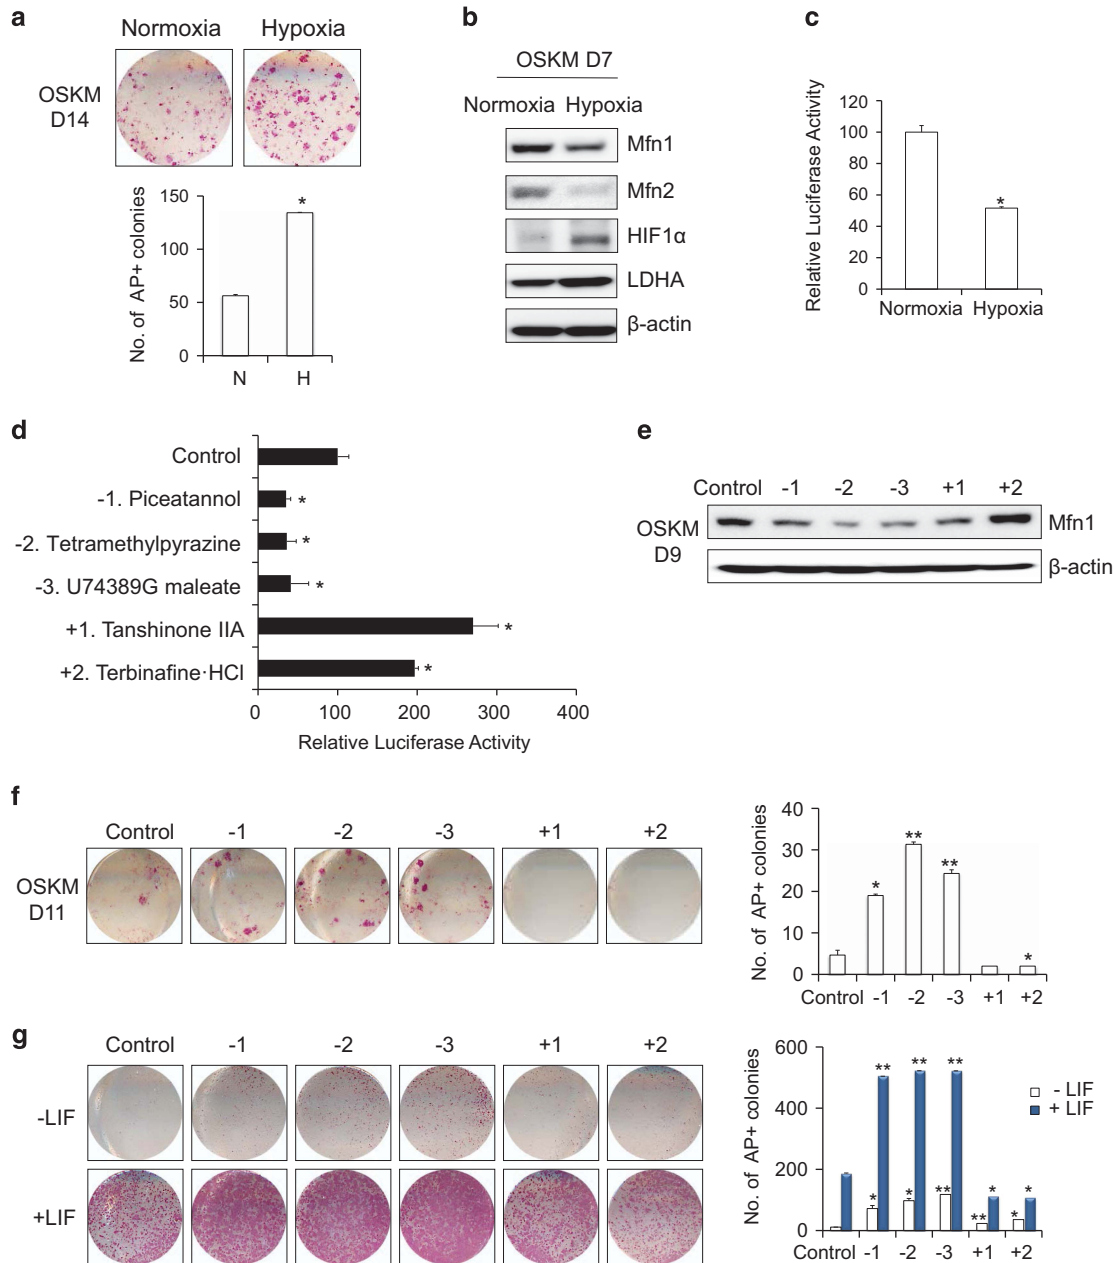 a
Normoxia Hypoxia
OSKM
D14
No. of AP+ colonies
150
100
50
0
*
N H
b
OSKM D7
Normoxia Hypoxia
Mfn1
Mfn2
HIF1α
LDHA
β-actin
c
Relative Luciferase Activity
120
100
80
60
40
20
0
*
Normoxia Hypoxia
d
Control
-1. Piceatannol *
-2. Tetramethylpyrazine *
-3. U74389G maleate *
+1. Tanshinone IIA *
+2. Terbinafine·HCl *
0 100 200 300 400
Relative Luciferase Activity
e
Control -1 -2 -3 +1 +2
OSKM
D9
Mfn1
β-actin
f
Control -1 -2 -3 +1 +2
OSKM
D11
No. of AP+ colonies
40
30
20
10
0
* ** ** *
Control -1 -2 -3 +1 +2
g
Control -1 -2 -3 +1 +2
-LIF
+LIF
No. of AP+ colonies
600
400
200
0
** ** ** * *
* * ** ** *
- LIF
+ LIF
Control -1 -2 -3 +1 +2